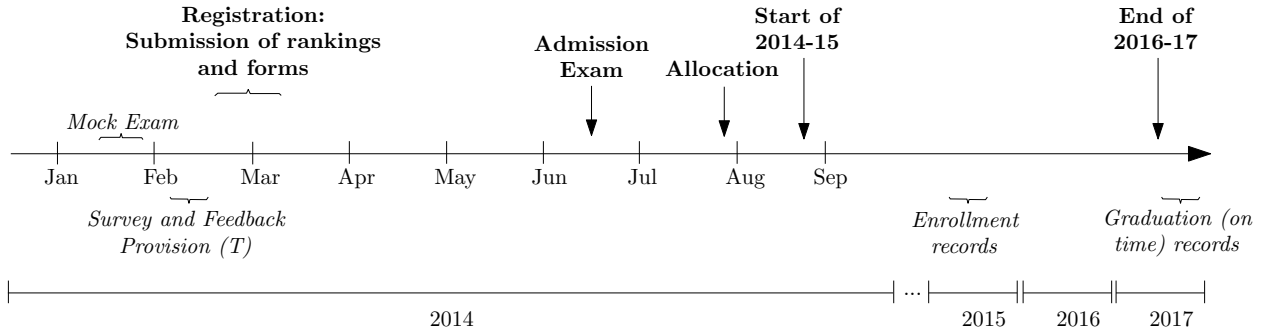 Registration:
Submission of rankings
and forms
Admission
Exam
Allocation
Start of
2014-15
End of
2016-17
Mock Exam
Jan
Feb
Mar
Apr
May
Jun
Jul
Aug
Sep
Survey and Feedback
Provision (T)
Enrollment
records
Graduation (on
time) records
...
2014
2015
2016
2017